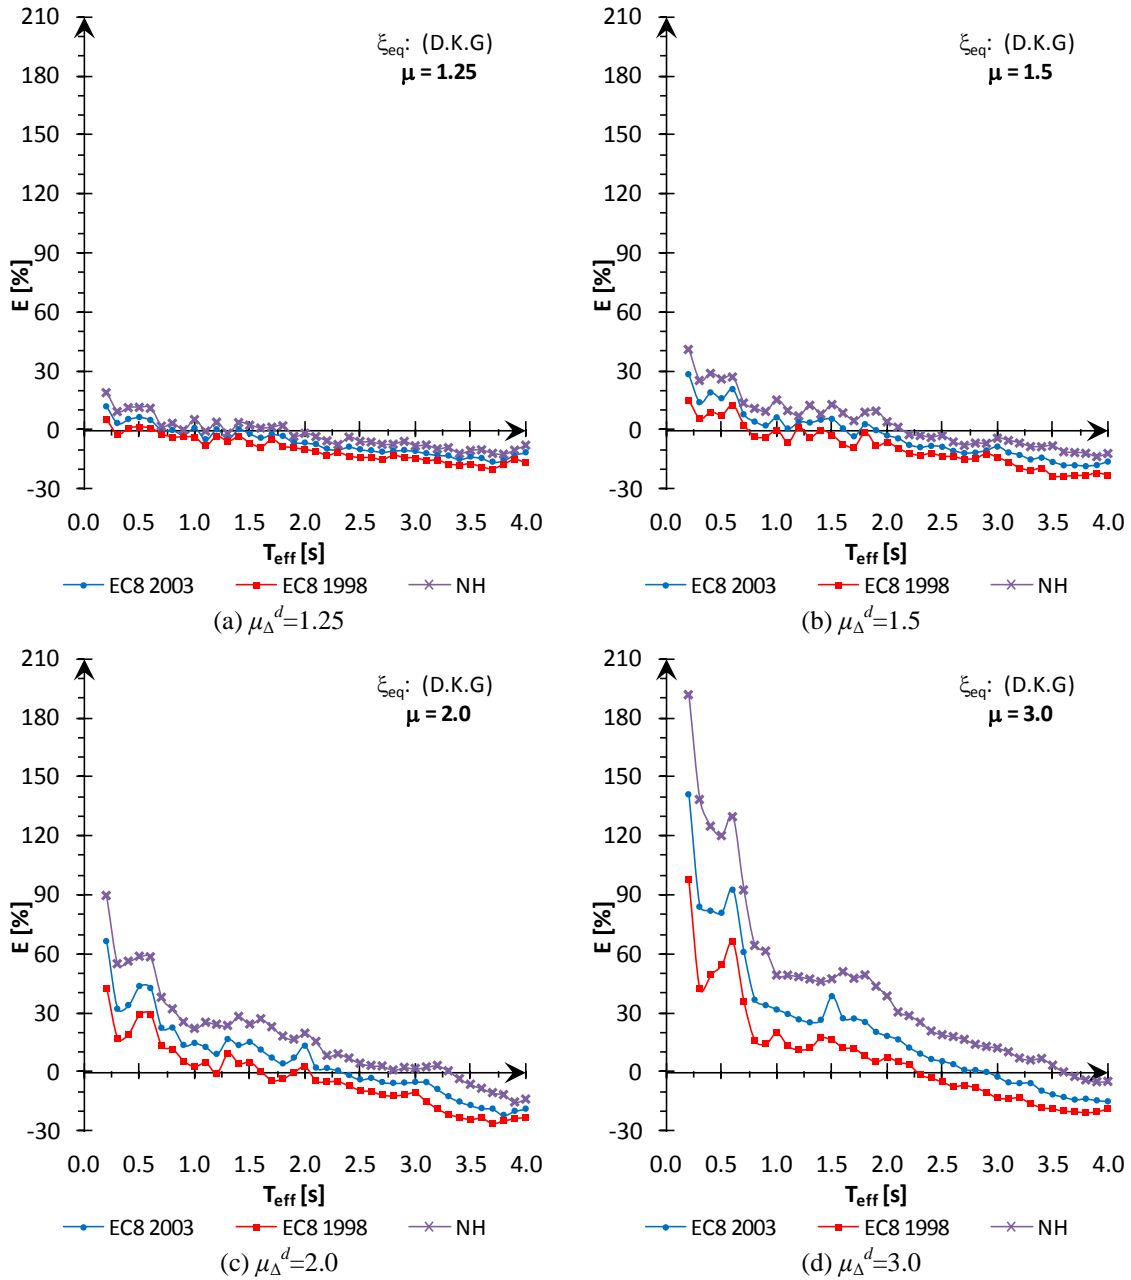 210
180
150
120
90
60
30
0
-30
E [%]
ξeq: (D.K.G)
μ = 1.25
0.0 0.5 1.0 1.5 2.0 2.5 3.0 3.5 4.0
Teff [s]
EC8 2003 EC8 1998 NH
(a) μΔd=1.25
210
180
150
120
90
60
30
0
-30
E [%]
ξeq: (D.K.G)
μ = 1.5
0.0 0.5 1.0 1.5 2.0 2.5 3.0 3.5 4.0
Teff [s]
EC8 2003 EC8 1998 NH
(b) μΔd=1.5
210
180
150
120
90
60
30
0
-30
E [%]
ξeq: (D.K.G)
μ = 2.0
0.0 0.5 1.0 1.5 2.0 2.5 3.0 3.5 4.0
Teff [s]
EC8 2003 EC8 1998 NH
(c) μΔd=2.0
210
180
150
120
90
60
30
0
-30
E [%]
ξeq: (D.K.G)
μ = 3.0
0.0 0.5 1.0 1.5 2.0 2.5 3.0 3.5 4.0
Teff [s]
EC8 2003 EC8 1998 NH
(d) μΔd=3.0